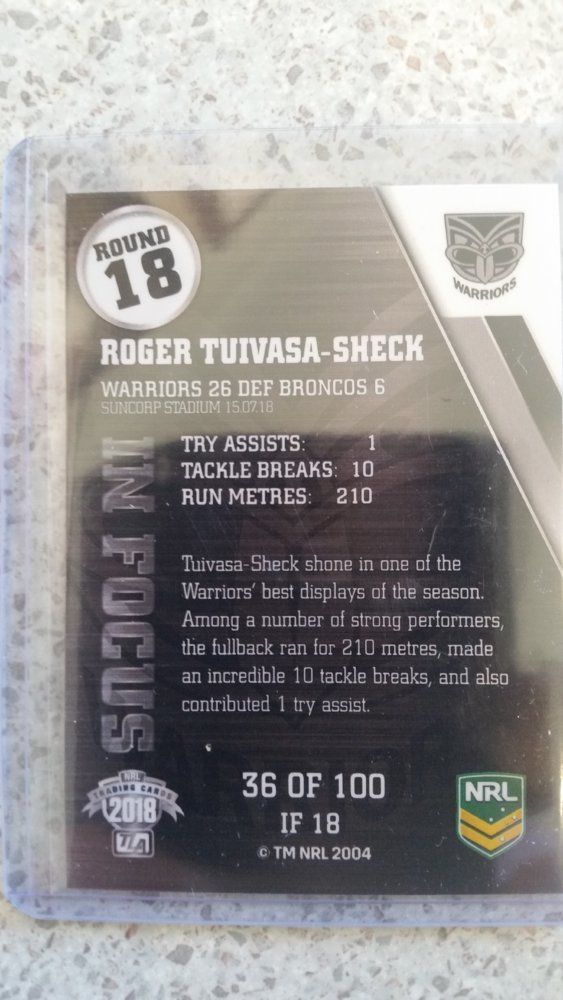 ROUND
18
WARRIORS
ROGER TUIVASA-SHECK
WARRIORS 26 DEF BRONCOS 6
SUNCORP STADIUM 15.07.18
IN FOCUS
TRY ASSISTS: 1
TACKLE BREAKS: 10
RUN METRES: 210
Tuivasa-Sheck shone in one of the
Warriors' best displays of the season.
Among a number of strong performers,
the fullback ran for 210 metres, made
an incredible 10 tackle breaks, and also
contributed 1 try assist.
NRL
TRADING CARDS
2018
TLA
36 OF 100
IF 18
© TM NRL 2004
NRL